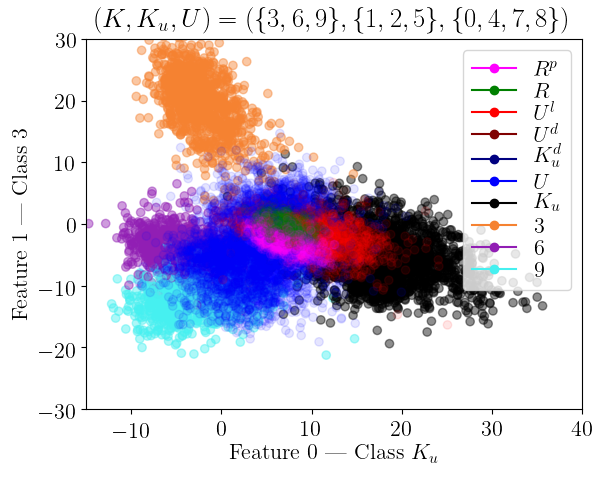 (K, K_u, U) = ({3, 6, 9}, {1, 2, 5}, {0, 4, 7, 8})
30
20
10
0
−10
−20
−30
Feature 1 — Class 3
R^p
R
U^l
U^d
K_u^d
U
K_u
3
6
9
−10
0
10
20
30
40
Feature 0 — Class K_u